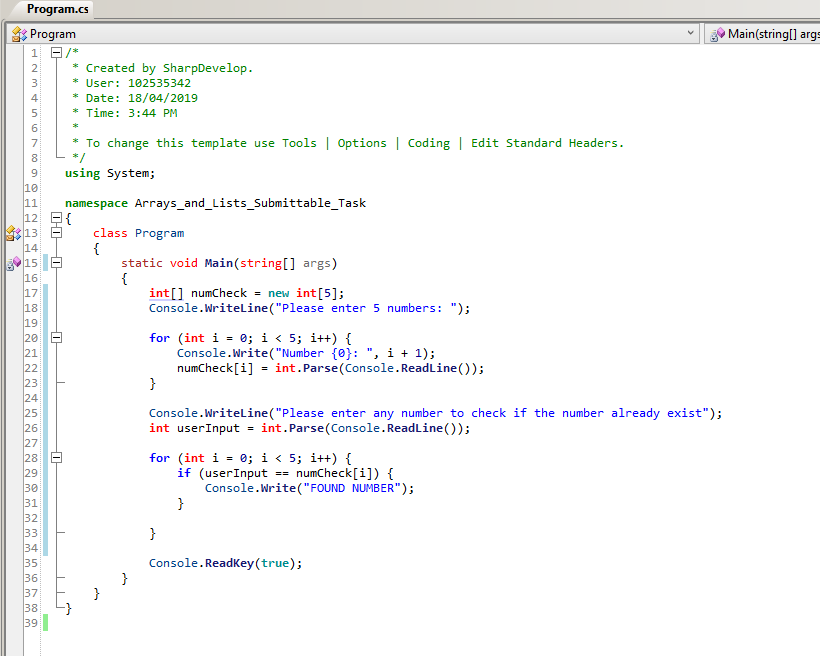 Program.cs
Program Main(string[] args
1 /*
2  * Created by SharpDevelop.
3  * User: 102535342
4  * Date: 18/04/2019
5  * Time: 3:44 PM
6  *
7  * To change this template use Tools | Options | Coding | Edit Standard Headers.
8  */
9 using System;
10
11 namespace Arrays_and_Lists_Submittable_Task
12 {
13     class Program
14     {
15         static void Main(string[] args)
16         {
17             int[] numCheck = new int[5];
18             Console.WriteLine("Please enter 5 numbers: ");
19
20             for (int i = 0; i < 5; i++) {
21                 Console.Write("Number {0}: ", i + 1);
22                 numCheck[i] = int.Parse(Console.ReadLine());
23             }
24
25             Console.WriteLine("Please enter any number to check if the number already exist");
26             int userInput = int.Parse(Console.ReadLine());
27
28             for (int i = 0; i < 5; i++) {
29                 if (userInput == numCheck[i]) {
30                     Console.Write("FOUND NUMBER");
31                 }
32
33             }
34
35             Console.ReadKey(true);
36         }
37     }
38 }
39